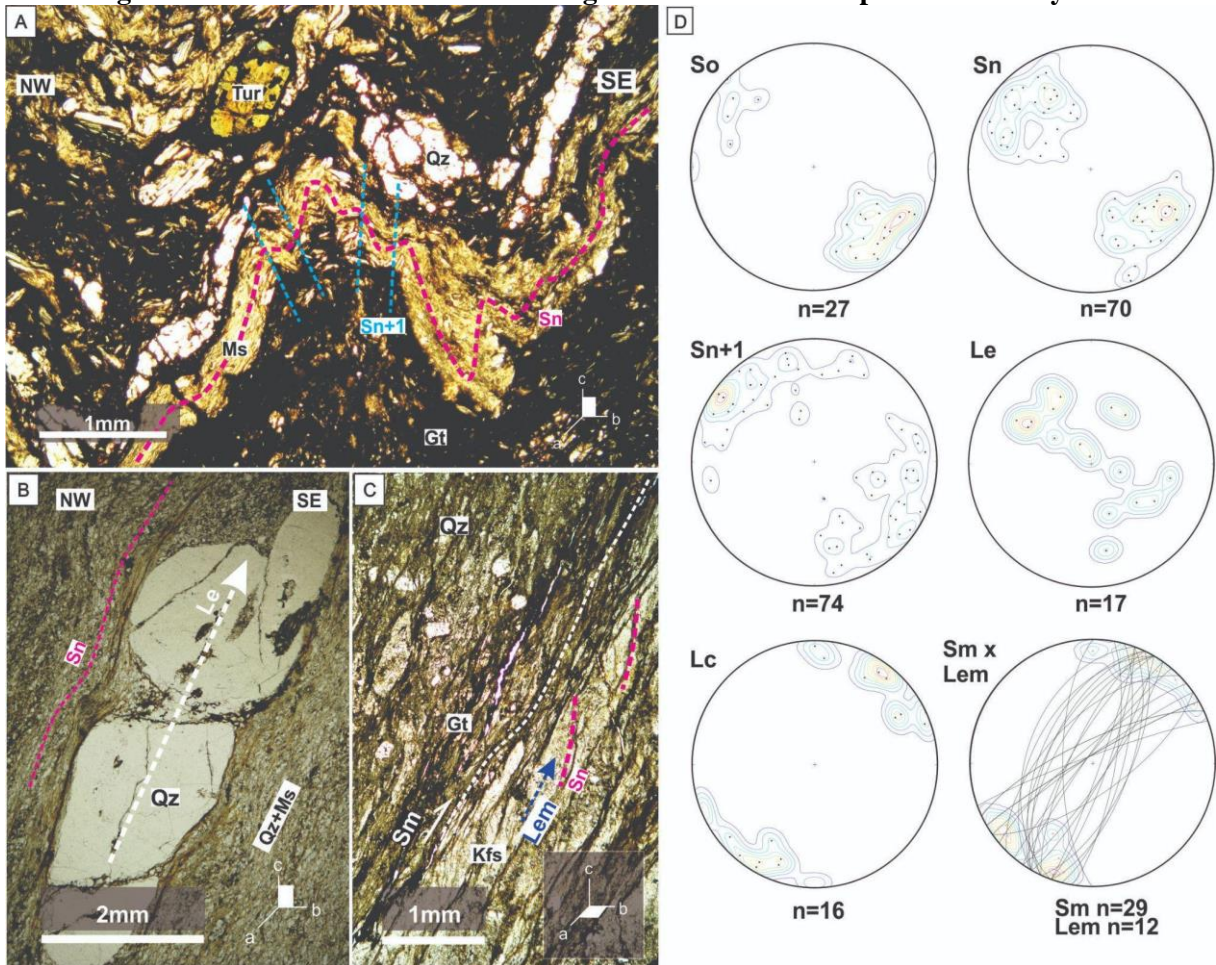 A
NW
Tur
SE
Qz
Sn+1
Sn
Ms
1mm
Gt
c
b
a
B
NW
SE
Sn
Le
Qz
Qz+Ms
2mm
c
b
a
C
Qz
Gt
Sn
Sm
Lem
Kfs
1mm
c
b
a
D
So
n=27
Sn
n=70
Sn+1
n=74
Le
n=17
Lc
n=16
Sm x
Lem
Sm n=29
Lem n=12